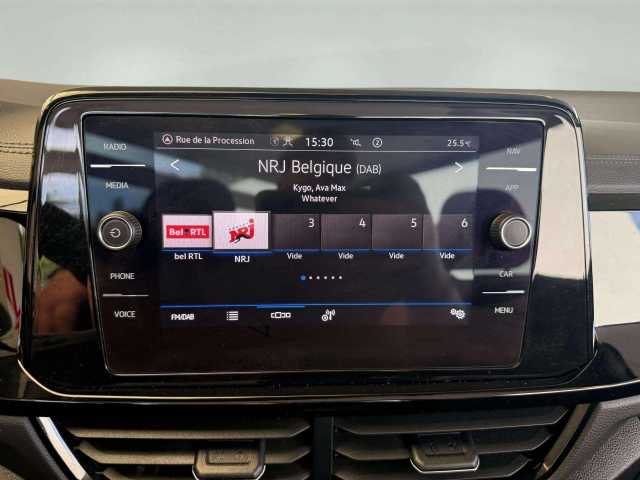 RADIO
MEDIA
PHONE
VOICE
Rue de la Procession
15:30
2
25.5°C
NRJ Belgique (DAB)
Kygo, Ava Max
Whatever
Bel RTL
NRJ
3
4
5
6
bel RTL
NRJ
Vide
Vide
Vide
Vide
FM/DAB
NAV
APP
CAR
MENU